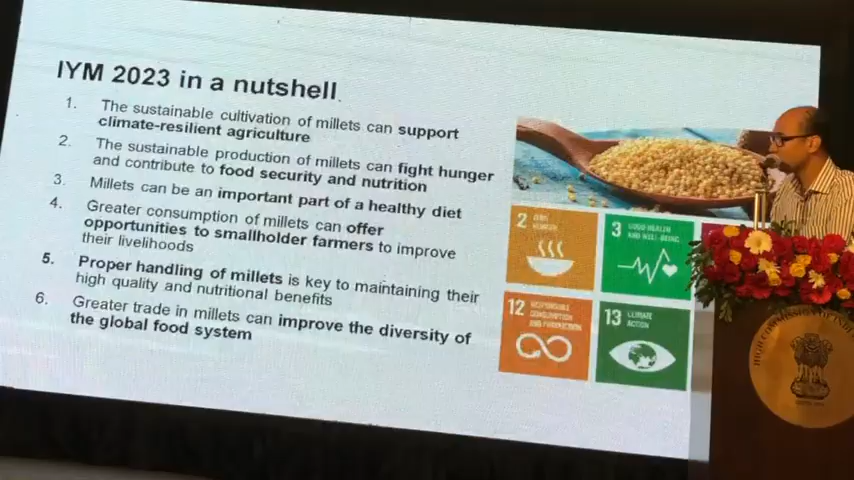 IYM 2023 in a nutshell
1. The sustainable cultivation of millets can support
climate-resilient agriculture
2. The sustainable production of millets can fight hunger
and contribute to food security and nutrition
3. Millets can be an important part of a healthy diet
4. Greater consumption of millets can offer
opportunities to smallholder farmers to improve
their livelihoods
5. Proper handling of millets is key to maintaining their
high quality and nutritional benefits
6. Greater trade in millets can improve the diversity of
the global food system
2 ZERO
HUNGER
3 GOOD HEALTH
AND WELL-BEING
12 RESPONSIBLE
CONSUMPTION
AND PRODUCTION
13 CLIMATE
ACTION
HIGH COMMISSION